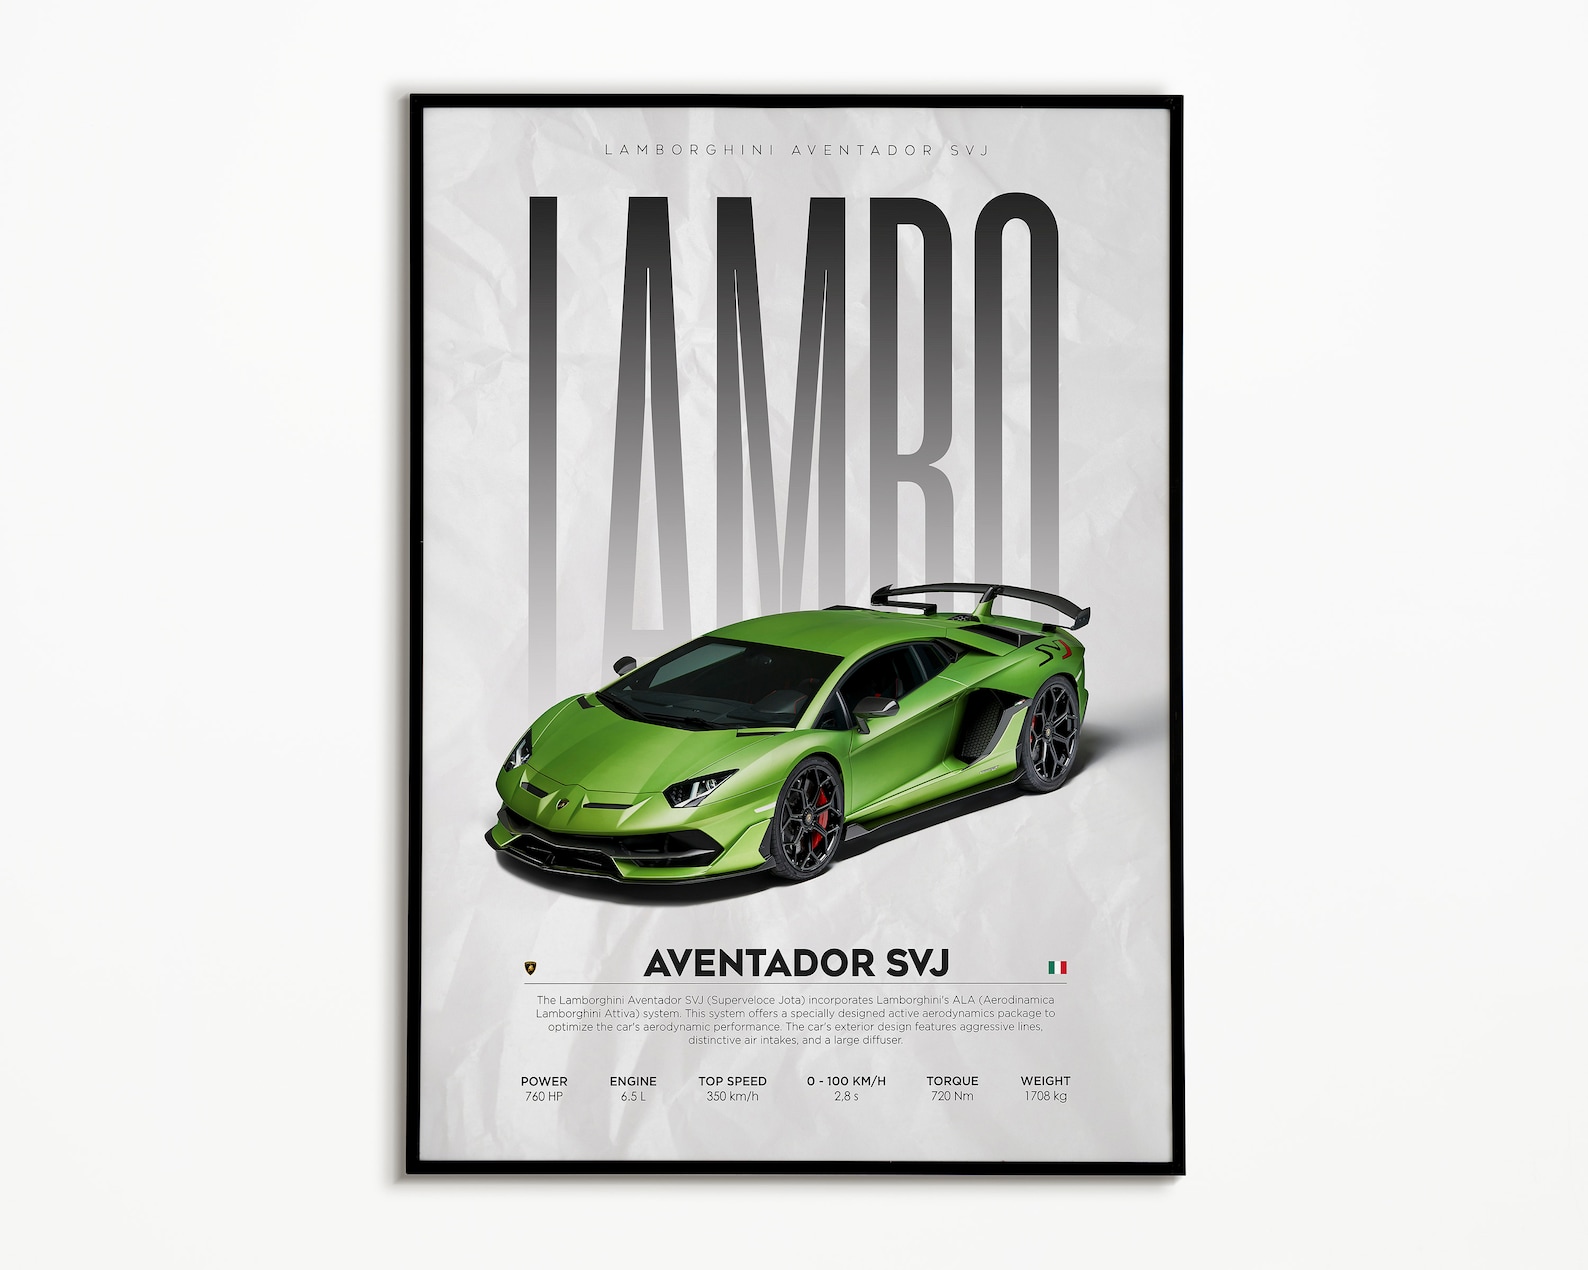 LAMBORGHINI AVENTADOR SVJ
LAMBO
SVJ
AVENTADOR SVJ
The Lamborghini Aventador SVJ (Superveloce Jota) incorporates Lamborghini's ALA (Aerodinamica
Lamborghini Attiva) system. This system offers a specially designed active aerodynamics package to
optimize the car's aerodynamic performance. The car's exterior design features aggressive lines,
distinctive air intakes, and a large diffuser.
POWER ENGINE TOP SPEED 0 - 100 KM/H TORQUE WEIGHT
760 HP 6.5 L 350 km/h 2,8 s 720 Nm 1708 kg